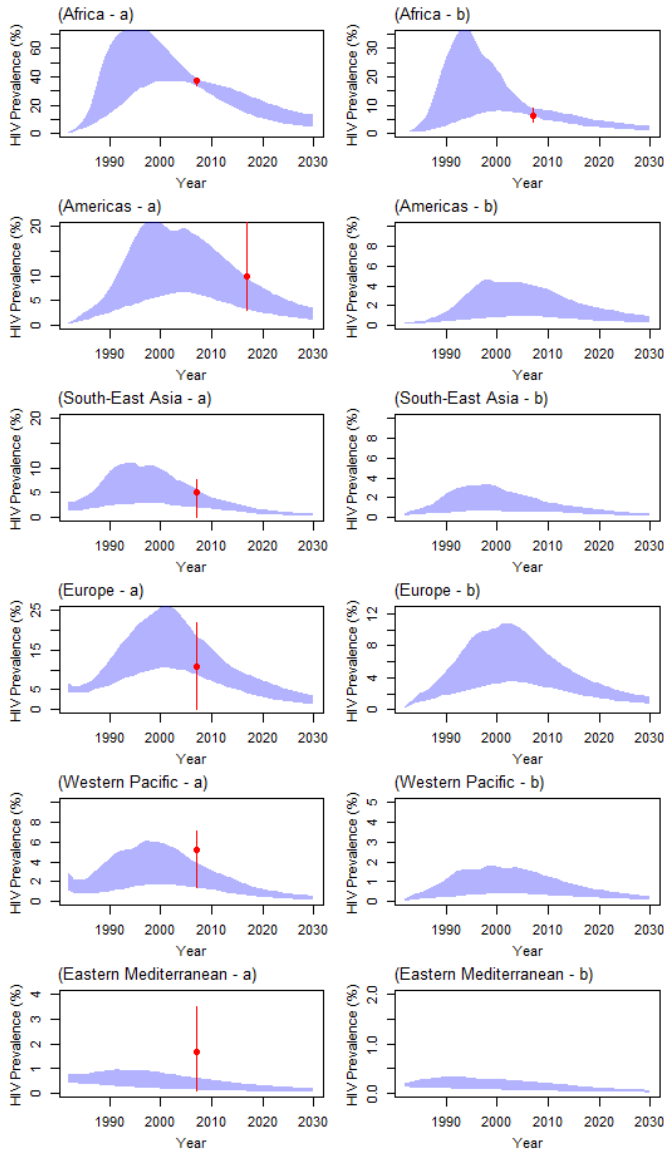 (Africa - a)
HIV Prevalence (%)
0 20 40 60
1990 2000 2010 2020 2030
Year
(Africa - b)
HIV Prevalence (%)
0 10 20 30
1990 2000 2010 2020 2030
Year
(Americas - a)
HIV Prevalence (%)
0 5 10 20
1990 2000 2010 2020 2030
Year
(Americas - b)
HIV Prevalence (%)
0 2 4 6 8
1990 2000 2010 2020 2030
Year
(South-East Asia - a)
HIV Prevalence (%)
0 5 10 20
1990 2000 2010 2020 2030
Year
(South-East Asia - b)
HIV Prevalence (%)
0 2 4 6 8
1990 2000 2010 2020 2030
Year
(Europe - a)
HIV Prevalence (%)
0 5 15 25
1990 2000 2010 2020 2030
Year
(Europe - b)
HIV Prevalence (%)
0 4 8 12
1990 2000 2010 2020 2030
Year
(Western Pacific - a)
HIV Prevalence (%)
0 2 4 6 8
1990 2000 2010 2020 2030
Year
(Western Pacific - b)
HIV Prevalence (%)
0 1 2 3 4 5
1990 2000 2010 2020 2030
Year
(Eastern Mediterranean - a)
HIV Prevalence (%)
0 1 2 3 4
1990 2000 2010 2020 2030
Year
(Eastern Mediterranean - b)
HIV Prevalence (%)
0.0 1.0 2.0
1990 2000 2010 2020 2030
Year